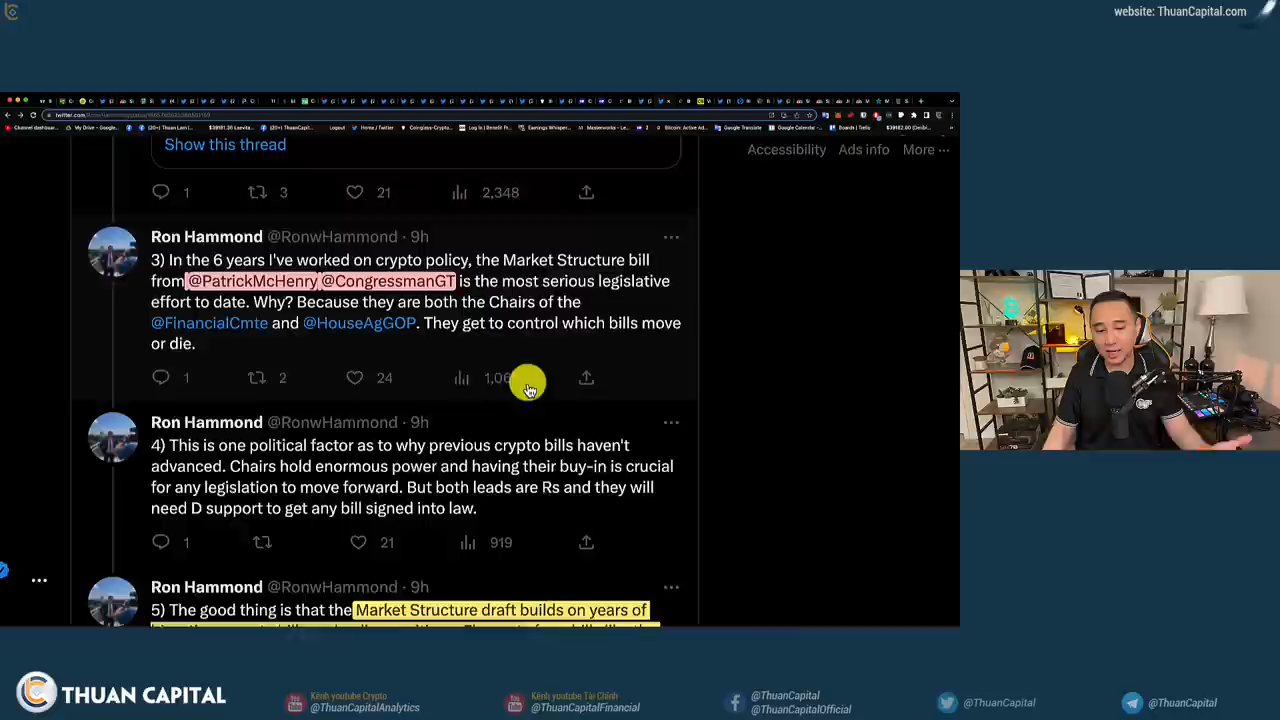 website: ThuanCapital.com
Show this thread
Accessibility Ads info More ···
1 3 21 2,348
Ron Hammond @RonwHammond · 9h
3) In the 6 years I've worked on crypto policy, the Market Structure bill
from @PatrickMcHenry @CongressmanGT is the most serious legislative
effort to date. Why? Because they are both the Chairs of the
@FinancialCmte and @HouseAgGOP. They get to control which bills move
or die.
1 2 24
Ron Hammond @RonwHammond · 9h
4) This is one political factor as to why previous crypto bills haven't
advanced. Chairs hold enormous power and having their buy-in is crucial
for any legislation to move forward. But both leads are Rs and they will
need D support to get any bill signed into law.
1 21 919
Ron Hammond @RonwHammond · 9h
5) The good thing is that the Market Structure draft builds on years of
THUAN CAPITAL
Kênh youtube Crypto
@ThuanCapitalAnalytics
Kênh youtube Tài Chính
@ThuanCapitalFinancial
@ThuanCapital
@ThuanCapitalOfficial
@ThuanCapital
@ThuanCapital